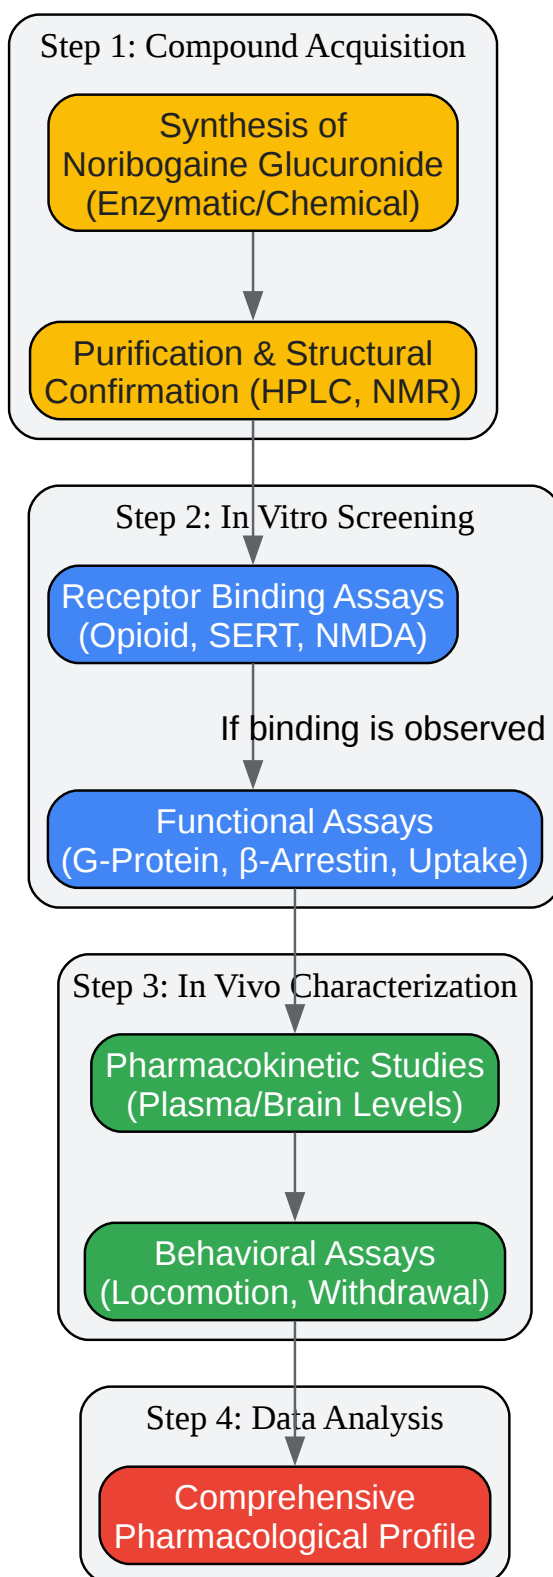 Step 1: Compound Acquisition
Synthesis of
Noribogaine Glucuronide
(Enzymatic/Chemical)
Purification & Structural
Confirmation (HPLC, NMR)
Step 2: In Vitro Screening
Receptor Binding Assays
(Opioid, SERT, NMDA)
If binding is observed
Functional Assays
(G-Protein, β-Arrestin, Uptake)
Step 3: In Vivo Characterization
Pharmacokinetic Studies
(Plasma/Brain Levels)
Behavioral Assays
(Locomotion, Withdrawal)
Step 4: Data Analysis
Comprehensive
Pharmacological Profile